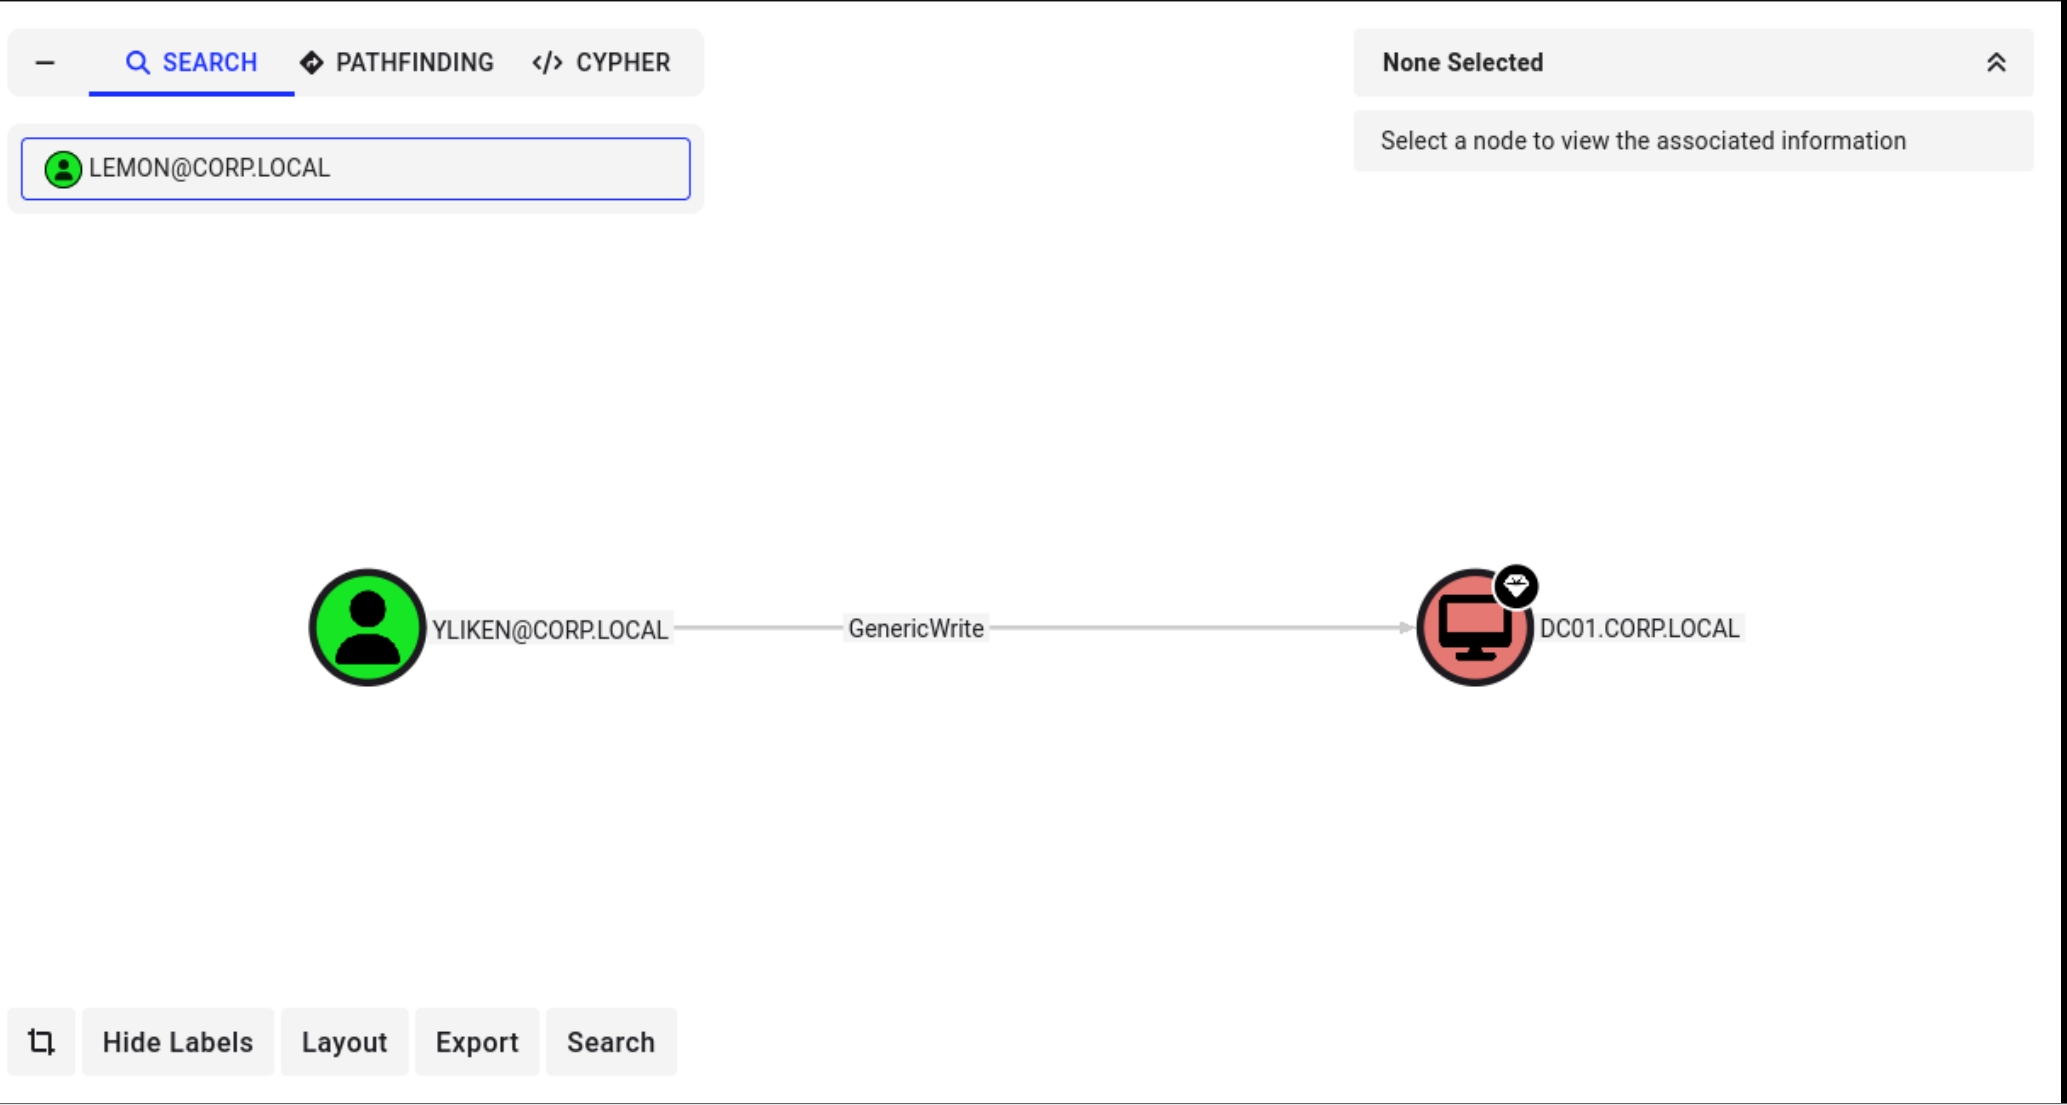 SEARCH PATHFINDING </> CYPHER
None Selected
LEMON@CORP.LOCAL
Select a node to view the associated information
YLIKEN@CORP.LOCAL GenericWrite DC01.CORP.LOCAL
Hide Labels Layout Export Search